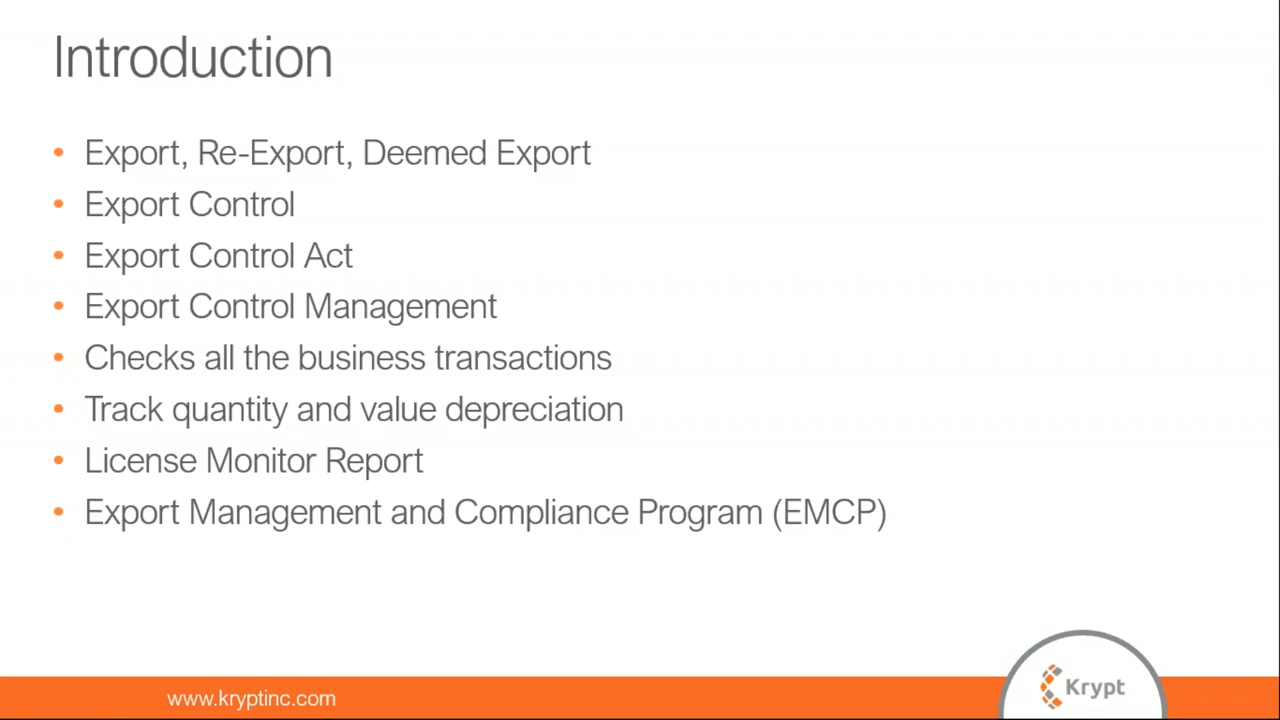 Introduction
• Export, Re-Export, Deemed Export
• Export Control
• Export Control Act
• Export Control Management
• Checks all the business transactions
• Track quantity and value depreciation
• License Monitor Report
• Export Management and Compliance Program (EMCP)
www.kryptinc.com
Krypt